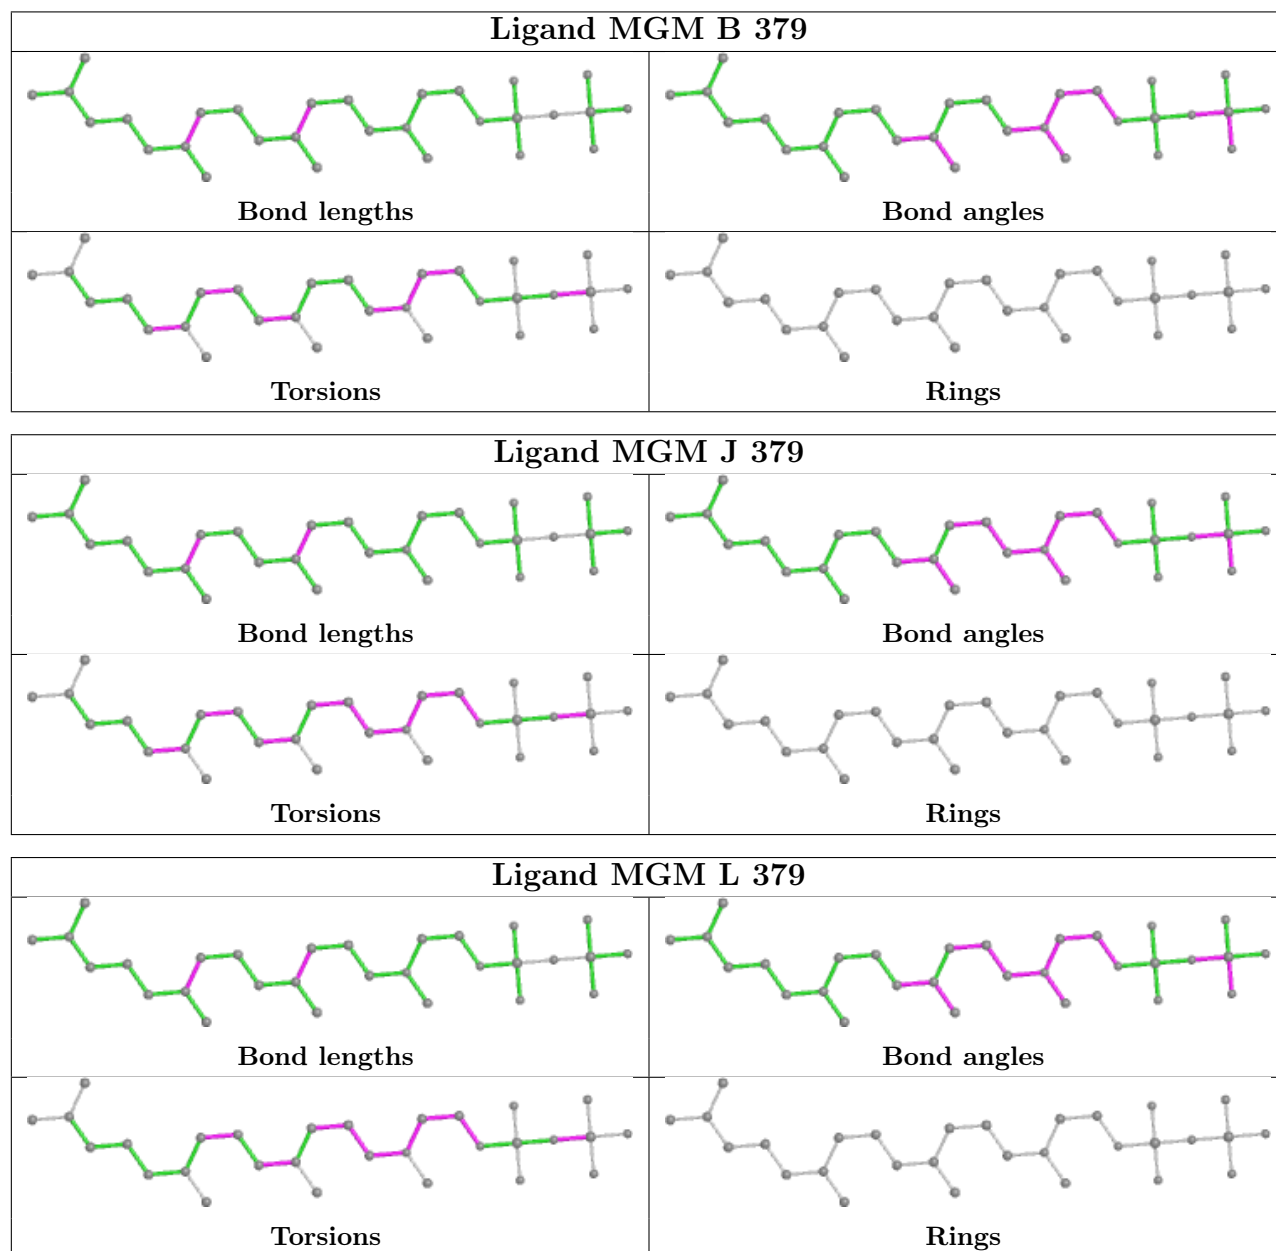 Ligand MGM B 379
Bond lengths
Bond angles
Torsions
Rings
Ligand MGM J 379
Bond lengths
Bond angles
Torsions
Rings
Ligand MGM L 379
Bond lengths
Bond angles
Torsions
Rings